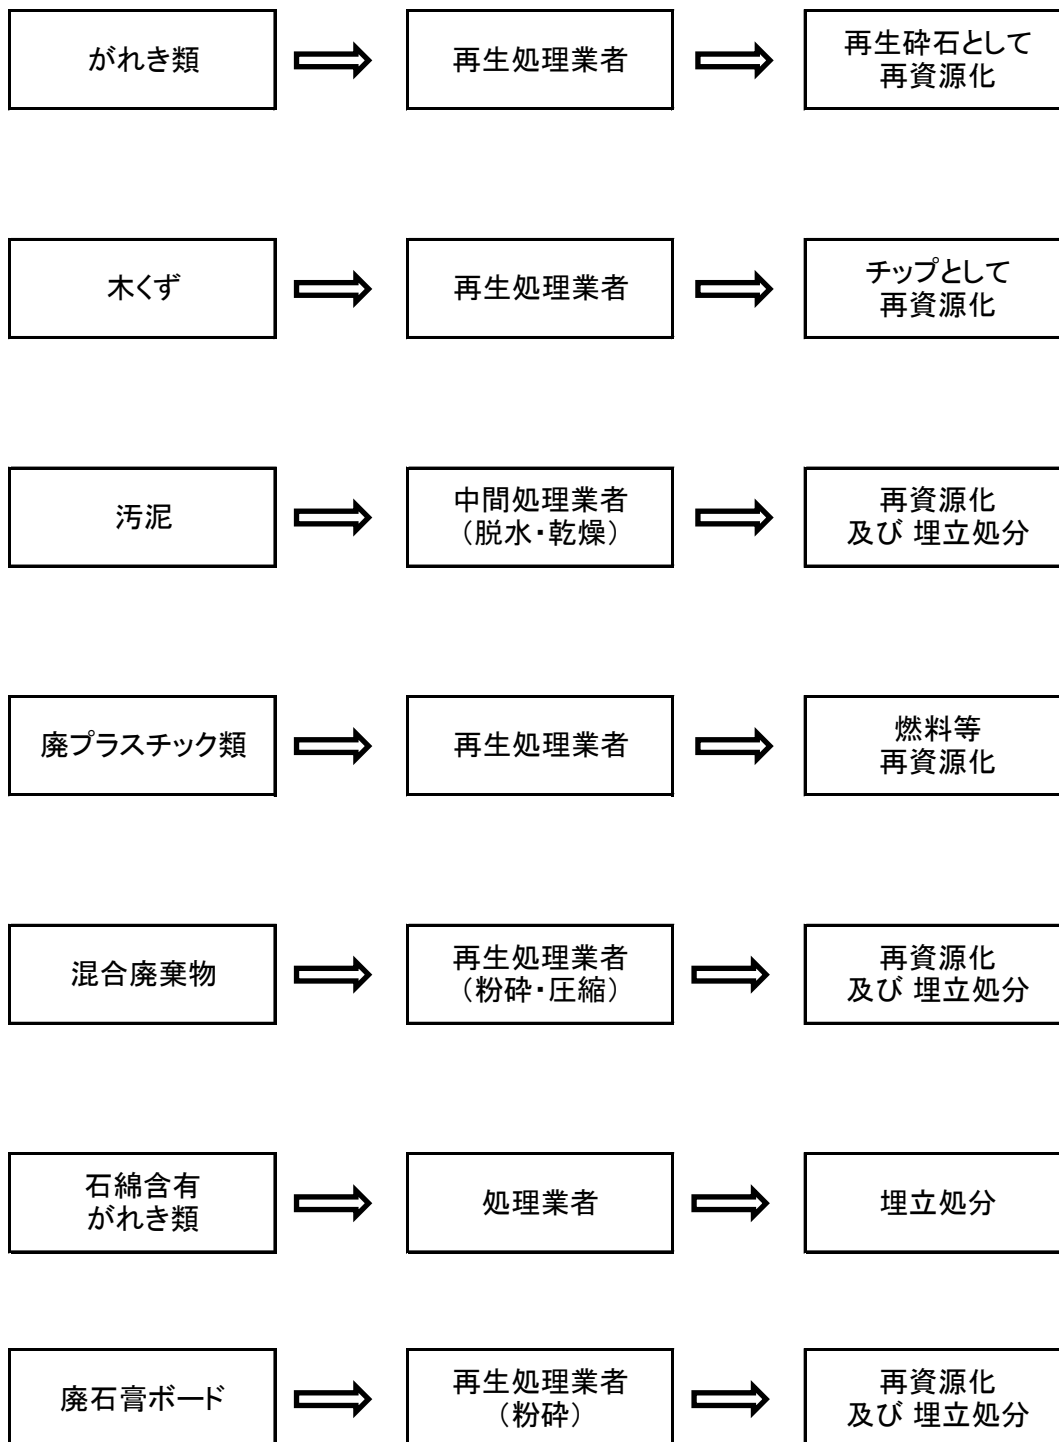 がれき類
再生処理業者
再生砕石として
再資源化
木くず
再生処理業者
チップとして
再資源化
汚泥
中間処理業者
（脱水・乾燥）
再資源化
及び 埋立処分
廃プラスチック類
再生処理業者
燃料等
再資源化
混合廃棄物
再生処理業者
（粉砕・圧縮）
再資源化
及び 埋立処分
石綿含有
がれき類
処理業者
埋立処分
廃石膏ボード
再生処理業者
（粉砕）
再資源化
及び 埋立処分